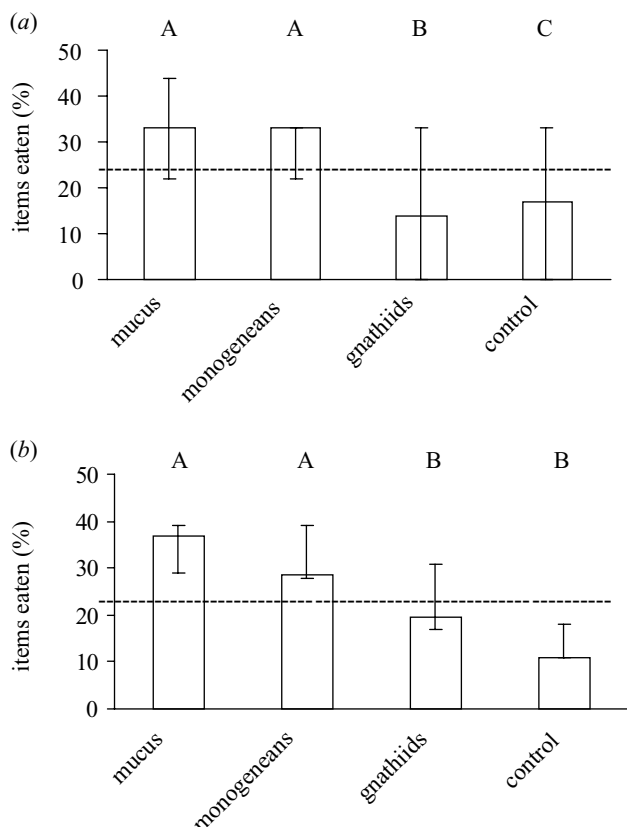 (a)
A A B C
50
40
30
20
10
0
items eaten (%)
mucus
monogeneans
gnathiids
control
(b)
A A B B
50
40
30
20
10
0
items eaten (%)
mucus
monogeneans
gnathiids
control